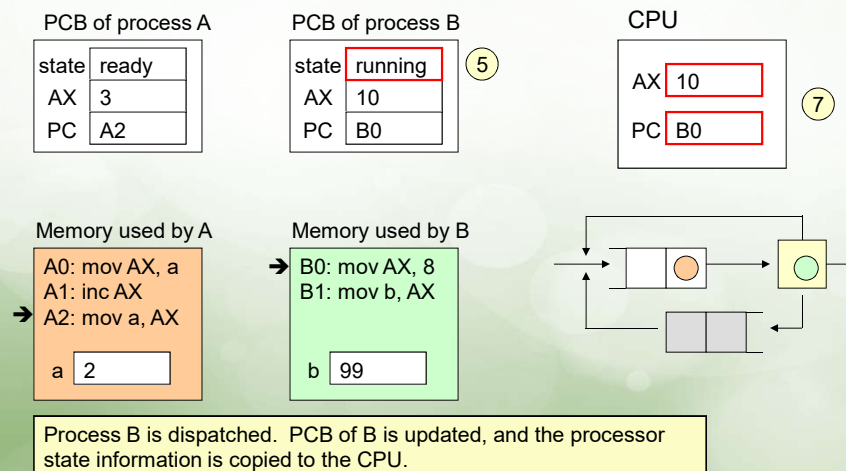 PCB of process A
state ready
AX 3
PC A2
PCB of process B
state running
AX 10
PC B0
5
CPU
AX 10
PC B0
7
Memory used by A
A0: mov AX, a
A1: inc AX
➔ A2: mov a, AX
a 2
Memory used by B
➔ B0: mov AX, 8
B1: mov b, AX
b 99
Process B is dispatched.  PCB of B is updated, and the processor
state information is copied to the CPU.